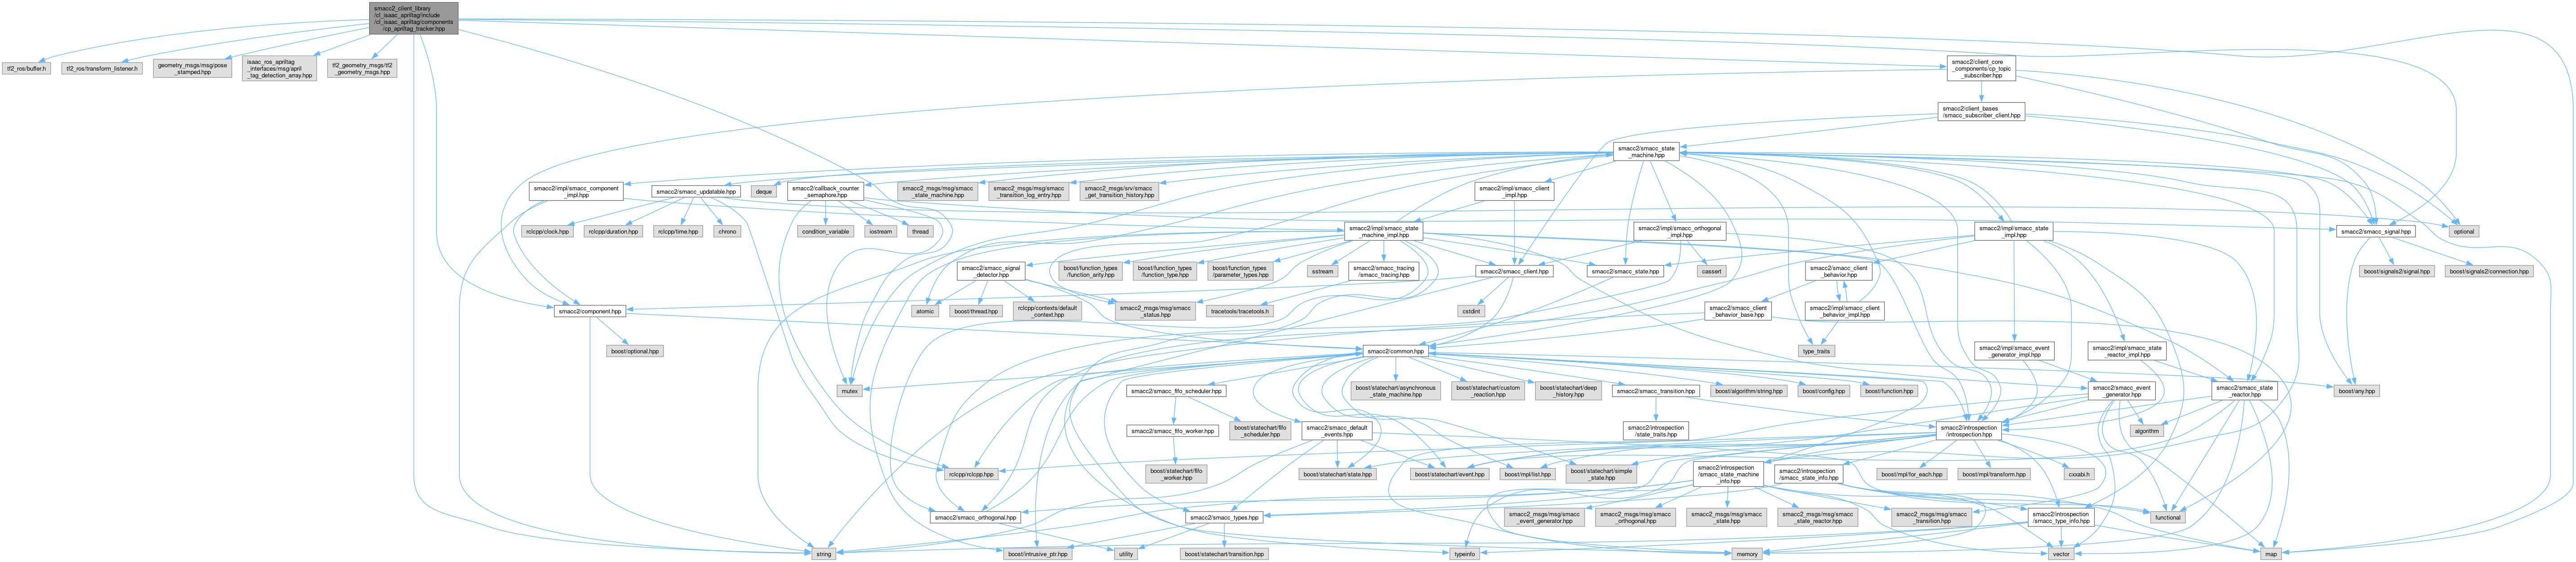 smacc2_client_library
/cl_isaac_apriltag/include
/cl_isaac_apriltag/components
/cp_apriltag_tracker.hpp
tf2_ros/buffer.h
tf2_ros/transform_listener.h
geometry_msgs/msg/pose
_stamped.hpp
isaac_ros_apriltag
_interfaces/msg/april
_tag_detection_array.hpp
tf2_geometry_msgs/tf2
_geometry_msgs.hpp
smacc2/client_core
_components/cp_topic
_subscriber.hpp
smacc2/client_bases
/smacc_subscriber_client.hpp
smacc2/smacc_state
_machine.hpp
smacc2/impl/smacc_component
_impl.hpp
smacc2/smacc_updatable.hpp
deque
smacc2/callback_counter
_semaphore.hpp
smacc2_msgs/msg/smacc
_state_machine.hpp
smacc2_msgs/msg/smacc
_transition_log_entry.hpp
smacc2_msgs/srv/smacc
_get_transition_history.hpp
smacc2/impl/smacc_client
_impl.hpp
rclcpp/clock.hpp
rclcpp/duration.hpp
rclcpp/time.hpp
chrono
condition_variable
iostream
thread
smacc2/impl/smacc_state
_machine_impl.hpp
smacc2/impl/smacc_orthogonal
_impl.hpp
smacc2/impl/smacc_state
_impl.hpp
smacc2/smacc_signal.hpp
optional
smacc2/smacc_signal
_detector.hpp
boost/function_types
/function_arity.hpp
boost/function_types
/function_type.hpp
boost/function_types
/parameter_types.hpp
sstream
smacc2/smacc_tracing
/smacc_tracing.hpp
smacc2/smacc_client.hpp
smacc2/smacc_state.hpp
cassert
smacc2/smacc_client
_behavior.hpp
boost/signals2/signal.hpp
boost/signals2/connection.hpp
smacc2/component.hpp
atomic
boost/thread.hpp
rclcpp/contexts/default
_context.hpp
smacc2_msgs/msg/smacc
_status.hpp
tracetools/tracetools.h
cstdint
smacc2/smacc_client
_behavior_base.hpp
smacc2/impl/smacc_client
_behavior_impl.hpp
boost/optional.hpp
smacc2/common.hpp
type_traits
smacc2/impl/smacc_event
_generator_impl.hpp
smacc2/impl/smacc_state
_reactor_impl.hpp
mutex
smacc2/smacc_fifo_scheduler.hpp
boost/statechart/asynchronous
_state_machine.hpp
boost/statechart/custom
_reaction.hpp
boost/statechart/deep
_history.hpp
smacc2/smacc_transition.hpp
boost/algorithm/string.hpp
boost/config.hpp
boost/function.hpp
smacc2/smacc_event
_generator.hpp
smacc2/smacc_state
_reactor.hpp
boost/any.hpp
smacc2/smacc_fifo_worker.hpp
boost/statechart/fifo
_scheduler.hpp
smacc2/smacc_default
_events.hpp
smacc2/introspection
/state_traits.hpp
smacc2/introspection
/introspection.hpp
algorithm
rclcpp/rclcpp.hpp
boost/statechart/fifo
_worker.hpp
boost/statechart/state.hpp
boost/statechart/event.hpp
boost/mpl/list.hpp
boost/statechart/simple
_state.hpp
smacc2/introspection
/smacc_state_machine
_info.hpp
smacc2/introspection
/smacc_state_info.hpp
boost/mpl/for_each.hpp
boost/mpl/transform.hpp
cxxabi.h
smacc2/smacc_orthogonal.hpp
smacc2/smacc_types.hpp
smacc2_msgs/msg/smacc
_event_generator.hpp
smacc2_msgs/msg/smacc
_orthogonal.hpp
smacc2_msgs/msg/smacc
_state.hpp
smacc2_msgs/msg/smacc
_state_reactor.hpp
smacc2_msgs/msg/smacc
_transition.hpp
smacc2/introspection
/smacc_type_info.hpp
functional
string
boost/intrusive_ptr.hpp
utility
boost/statechart/transition.hpp
typeinfo
memory
vector
map